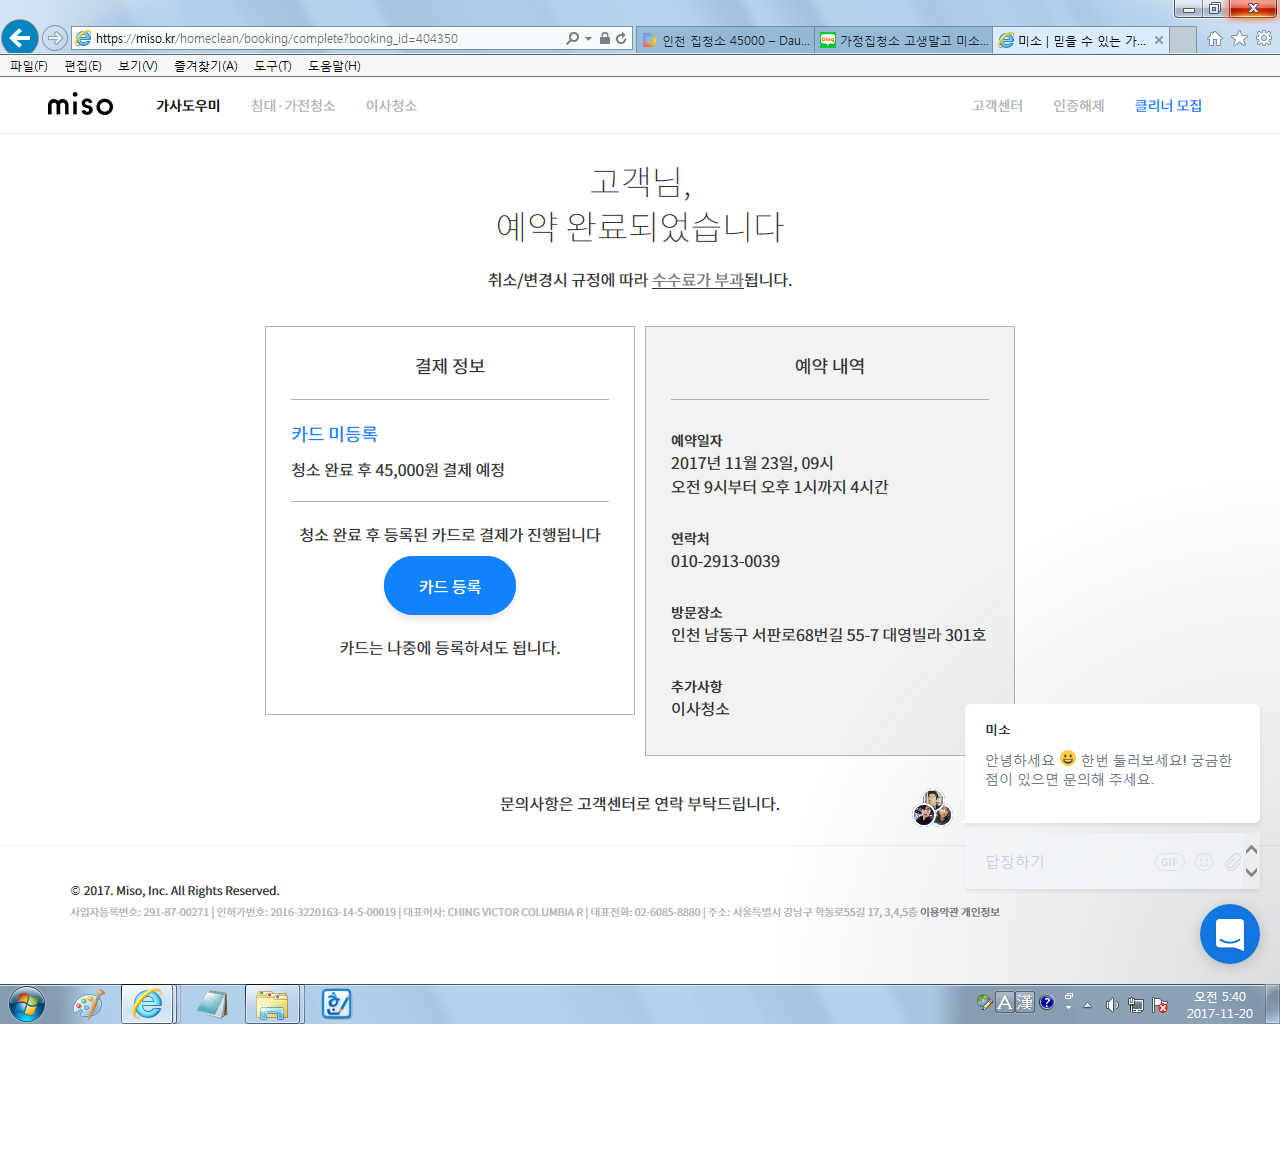 https://miso.kr/homeclean/booking/complete?booking_id=404350
인천 집청소 45000 – Dau...
가정집청소 고생말고 미소...
미소 | 믿을 수 있는 가...
파일(F) 편집(E) 보기(V) 즐겨찾기(A) 도구(T) 도움말(H)
miso 가사도우미 침대·가전청소 이사청소 고객센터 인증해제 클리너 모집
고객님,
예약 완료되었습니다
취소/변경시 규정에 따라 수수료가 부과됩니다.
결제 정보
카드 미등록
청소 완료 후 45,000원 결제 예정
청소 완료 후 등록된 카드로 결제가 진행됩니다
카드 등록
카드는 나중에 등록하셔도 됩니다.
예약 내역
예약일자
2017년 11월 23일, 09시
오전 9시부터 오후 1시까지 4시간
연락처
010-2913-0039
방문장소
인천 남동구 서판로68번길 55-7 대영빌라 301호
추가사항
이사청소
미소
안녕하세요 😀 한번 둘러보세요! 궁금한
점이 있으면 문의해 주세요.
문의사항은 고객센터로 연락 부탁드립니다.
답장하기 GIF
© 2017. Miso, Inc. All Rights Reserved.
사업자등록번호: 291-87-00271 | 인허가번호: 2016-3220163-14-5-00019 | 대표이사: CHING VICTOR COLUMBIA R | 대표전화: 02-6085-8880 | 주소: 서울특별시 강남구 학동로55길 17, 3,4,5층 이용약관 개인정보
A 漢 ?
오전 5:40
2017-11-20